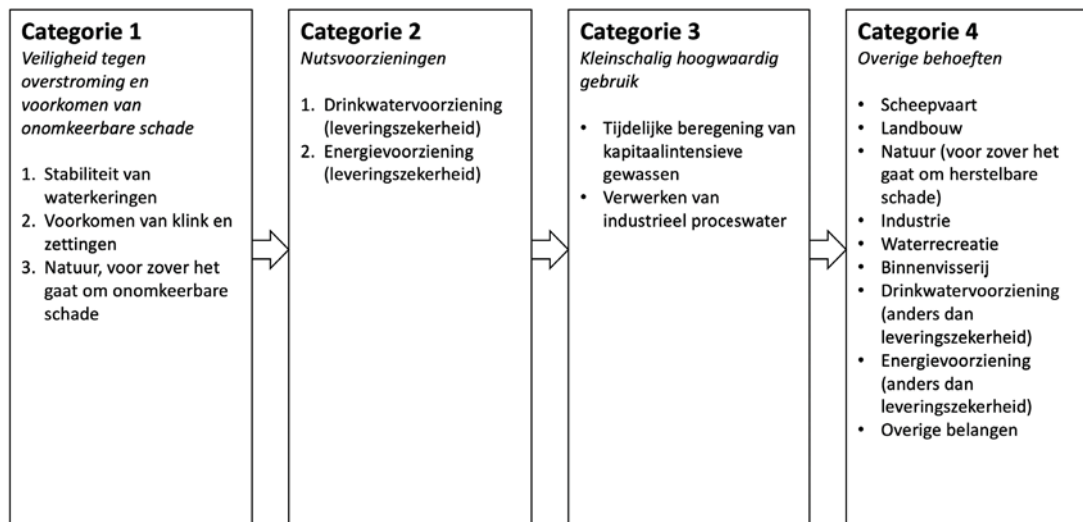 Categorie 1
Veiligheid tegen
overstroming en
voorkomen van
onomkeerbare schade
1. Stabiliteit van
waterkeringen
2. Voorkomen van klink en
zettingen
3. Natuur, voor zover het
gaat om onomkeerbare
schade
Categorie 2
Nutsvoorzieningen
1. Drinkwatervoorziening
(leveringszekerheid)
2. Energievoorziening
(leveringszekerheid)
Categorie 3
Kleinschalig hoogwaardig
gebruik
• Tijdelijke beregening van
kapitaalintensieve
gewassen
• Verwerken van
industrieel proceswater
Categorie 4
Overige behoeften
• Scheepvaart
• Landbouw
• Natuur (voor zover het
gaat om herstelbare
schade)
• Industrie
• Waterrecreatie
• Binnenvisserij
• Drinkwatervoorziening
(anders dan
leveringszekerheid)
• Energievoorziening
(anders dan
leveringszekerheid)
• Overige belangen